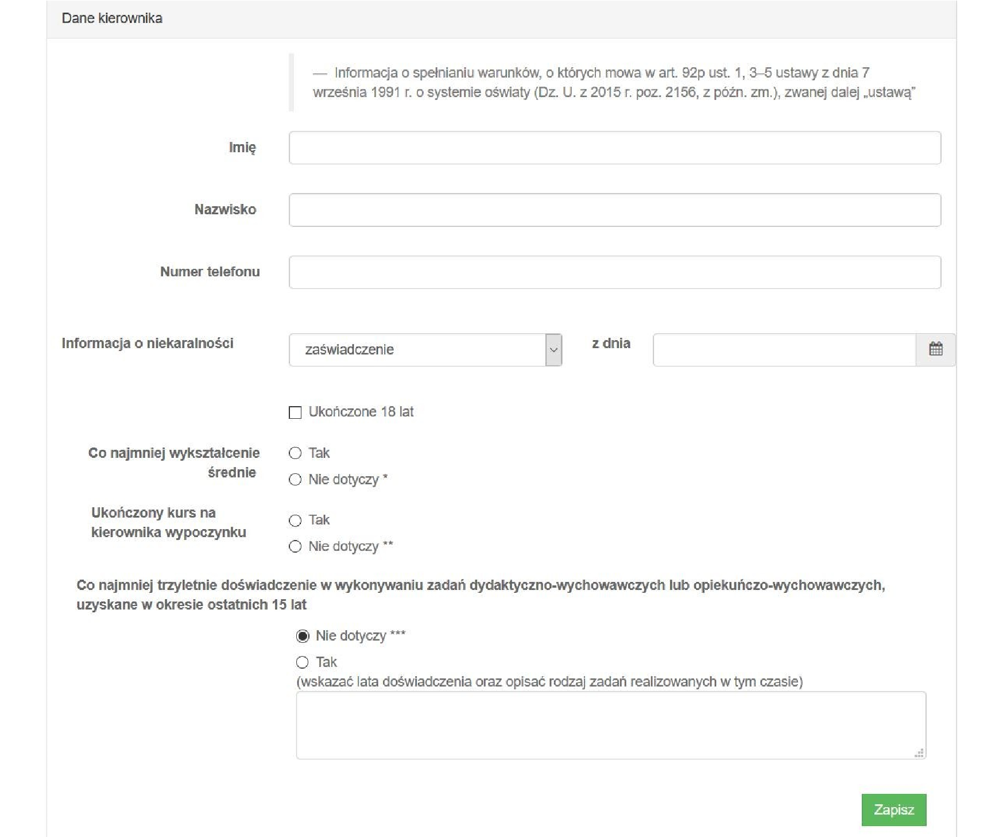 Dane kierownika
— Informacja o spełnianiu warunków, o których mowa w art. 92p ust. 1, 3–5 ustawy z dnia 7
września 1991 r. o systemie oświaty (Dz. U. z 2015 r. poz. 2156, z późn. zm.), zwanej dalej „ustawą”
Imię
Nazwisko
Numer telefonu
Informacja o niekaralności zaświadczenie z dnia
Ukończone 18 lat
Co najmniej wykształcenie
średnie
Tak
Nie dotyczy *
Ukończony kurs na
kierownika wypoczynku
Tak
Nie dotyczy **
Co najmniej trzyletnie doświadczenie w wykonywaniu zadań dydaktyczno-wychowawczych lub opiekuńczo-wychowawczych,
uzyskane w okresie ostatnich 15 lat
Nie dotyczy ***
Tak
(wskazać lata doświadczenia oraz opisać rodzaj zadań realizowanych w tym czasie)
Zapisz